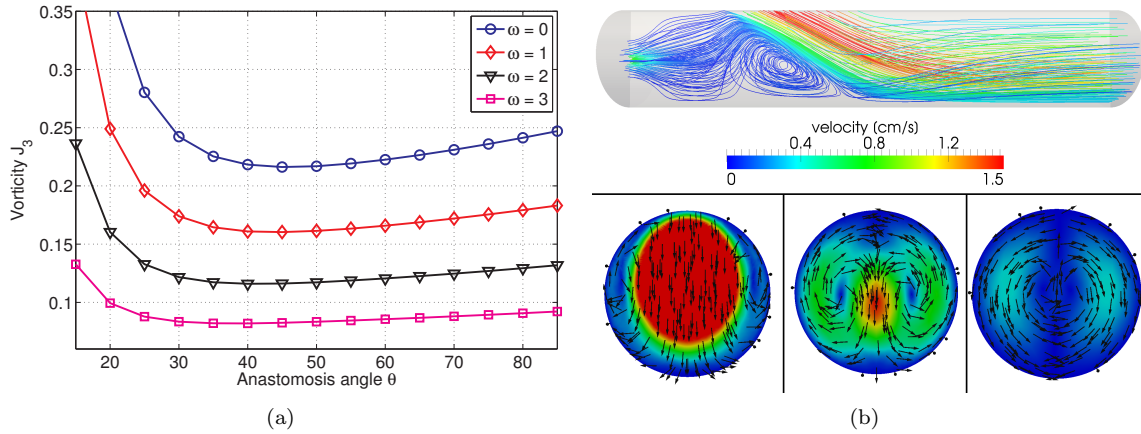 0.35
0.3
0.25
0.2
0.15
0.1
Vorticity J3
20 30 40 50 60 70 80
Anastomosis angle θ
ω = 0
ω = 1
ω = 2
ω = 3
(a)
velocity [cm/s]
0.4 0.8 1.2
0 1.5
(b)